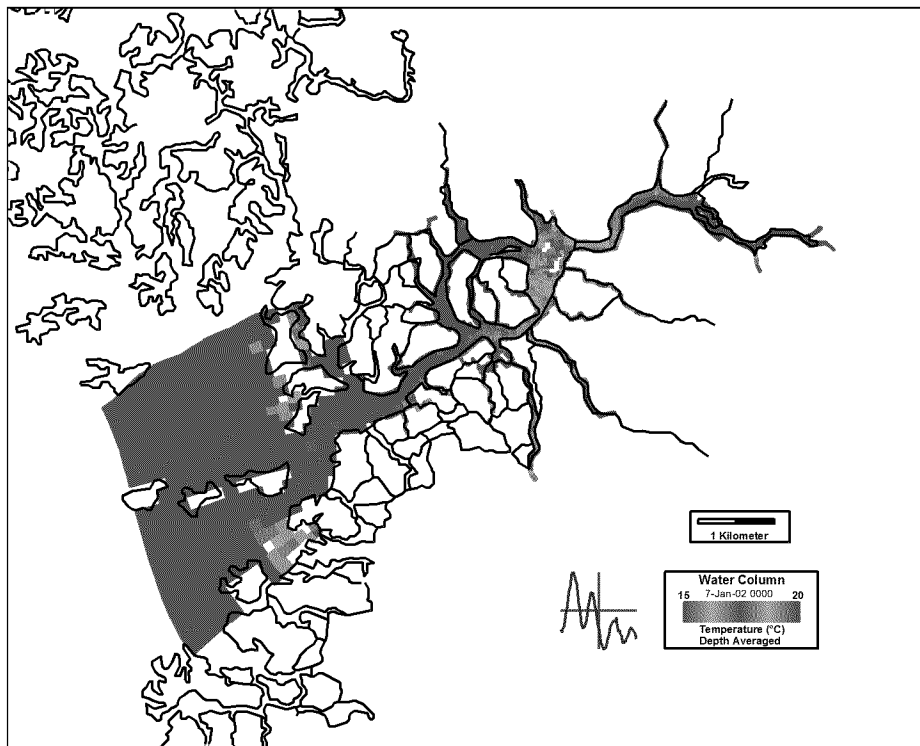 1 Kilometer
Water Column
15 7-Jan-02 0000 20
Temperature (°C)
Depth Averaged